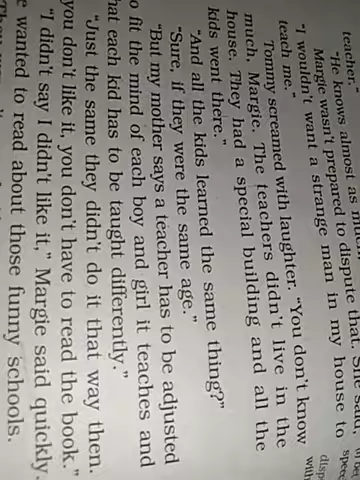 teacher."
"He knows almost as
Margie wasn't prepared to dispute that. She said,
"I wouldn't want a strange man in my house to
teach me."
Tommy screamed with laughter. "You don't know
much, Margie. The teachers didn't live in the
house. They had a special building and all the
kids went there."
"And all the kids learned the same thing?"
"Sure, if they were the same age."
"But my mother says a teacher has to be adjusted
o fit the mind of each boy and girl it teaches and
hat each kid has to be taught differently."
"Just the same they didn't do it that way then.
you don't like it, you don't have to read the book."
"I didn't say I didn't like it," Margie said quickly.
e wanted to read about those funny schools.
disp
with